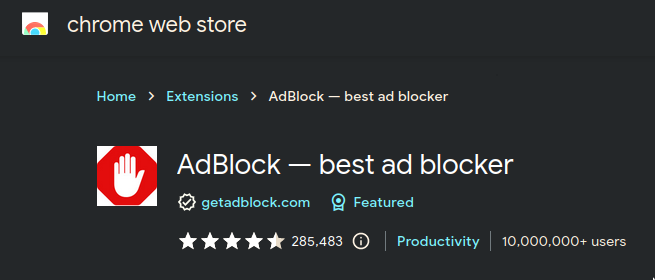 chrome web store
Home > Extensions > AdBlock — best ad blocker
AdBlock — best ad blocker
getadblock.com Featured
285,483 Productivity 10,000,000+ users